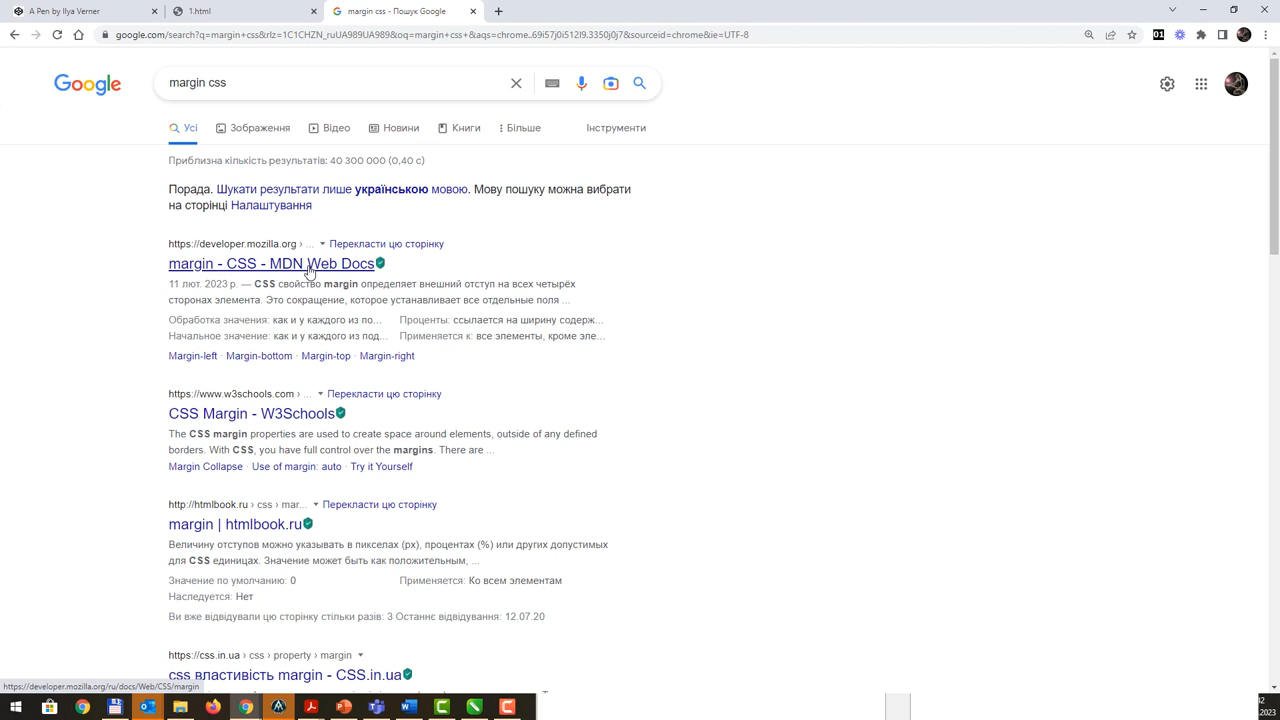 A Pen by Ilya Verner
1.html
margin css - Пошук Google
google.com/search?q=margin+css&rlz=1C1CHZN_ruUA989UA989&oq=margin+css+&aqs=chrome..69i57j0i512l9.3350j0j7&sourceid=chrome&ie=UTF-8
01
Google
margin css
Усі
Зображення
Відео
Новини
Книги
Більше
Інструменти
Приблизна кількість результатів: 40 300 000 (0,40 с)
Порада. Шукати результати лише українською мовою. Мову пошуку можна вибрати
на сторінці Налаштування
https://developer.mozilla.org › ... Перекласти цю сторінку
margin - CSS - MDN Web Docs
11 лют. 2023 р. — CSS свойство margin определяет внешний отступ на всех четырёх
сторонах элемента. Это сокращение, которое устанавливает все отдельные поля ...
Обработка значения: как и у каждого из по... Проценты: ссылается на ширину содерж...
Начальное значение: как и у каждого из под... Применяется к: все элементы, кроме эле...
Margin-left · Margin-bottom · Margin-top · Margin-right
https://www.w3schools.com › ... Перекласти цю сторінку
CSS Margin - W3Schools
The CSS margin properties are used to create space around elements, outside of any defined
borders. With CSS, you have full control over the margins. There are ...
Margin Collapse · Use of margin: auto · Try it Yourself
http://htmlbook.ru › css › mar... Перекласти цю сторінку
margin | htmlbook.ru
Величину отступов можно указывать в пикселах (px), процентах (%) или других допустимых
для CSS единицах. Значение может быть как положительным, ...
Значение по умолчанию: 0 Применяется: Ко всем элементам
Наследуется: Нет
Ви вже відвідували цю сторінку стільки разів: 3 Останнє відвідування: 12.07.20
https://css.in.ua › css › property › margin
css властивість margin - CSS.in.ua
https://developer.mozilla.org/ru/docs/Web/CSS/margin